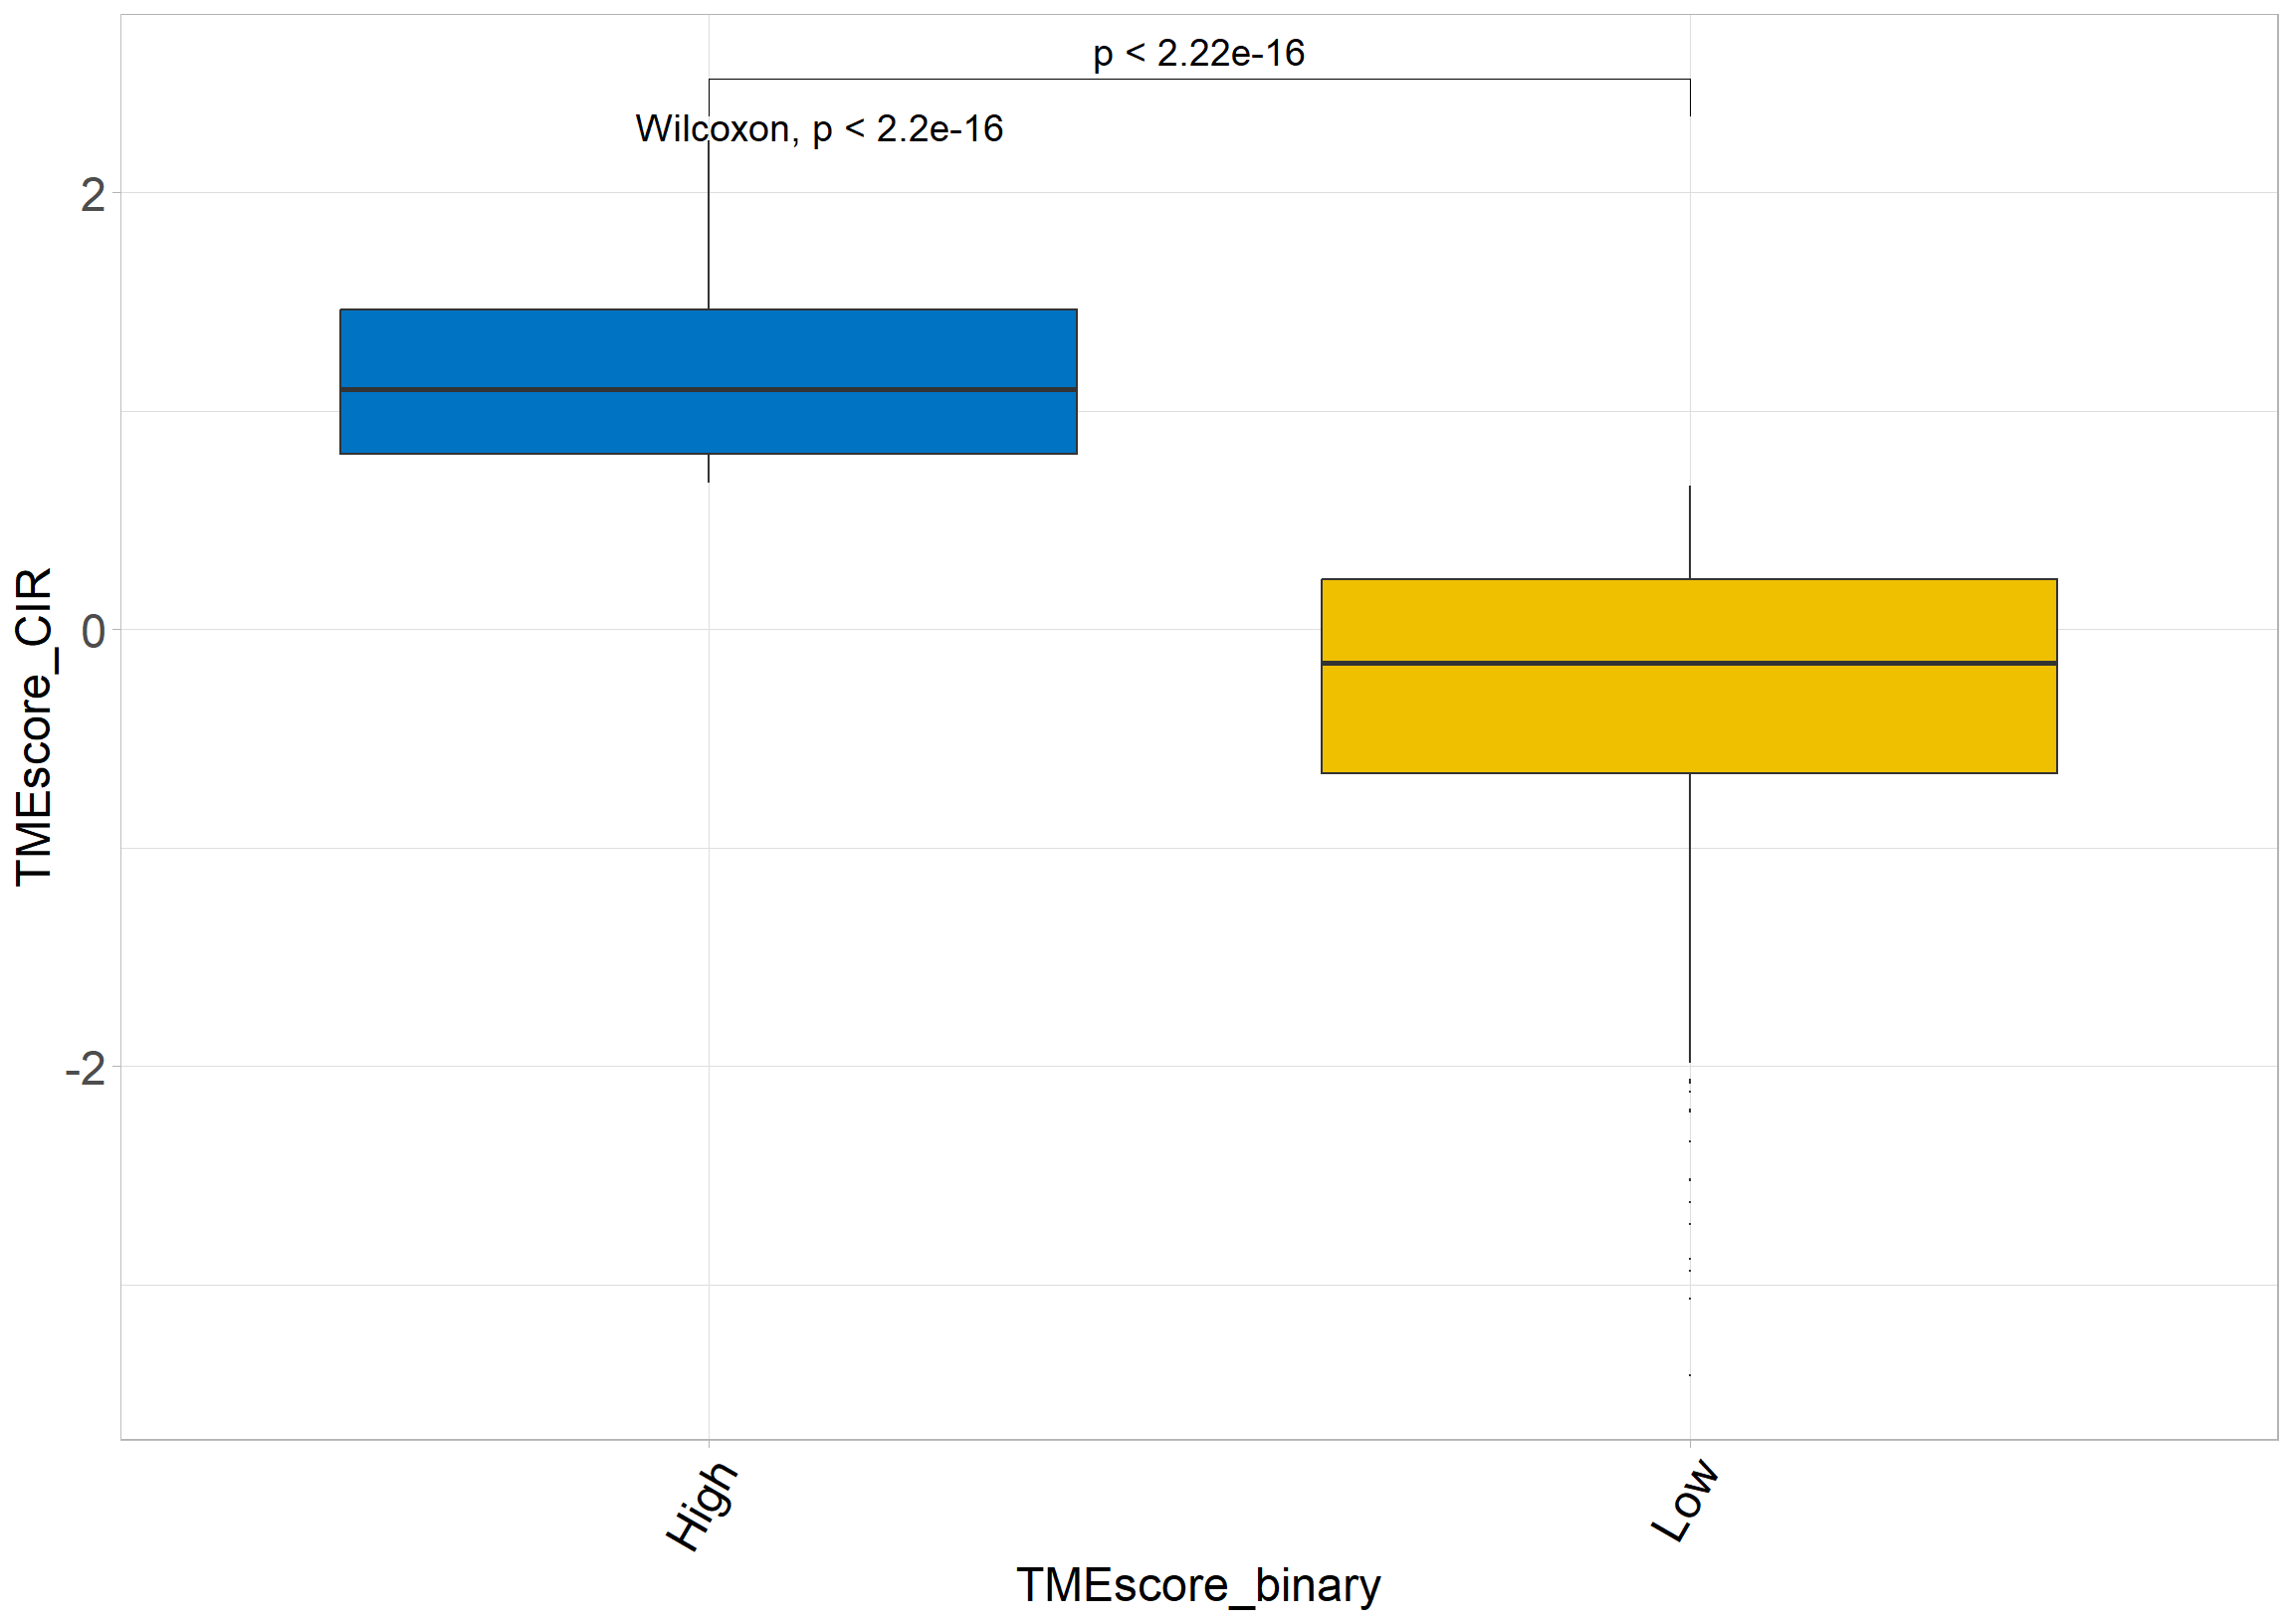 p < 2.22e-16
Wilcoxon, p < 2.2e-16
2
0
-2
TMEscore_CIR
High
Low
TMEscore_binary